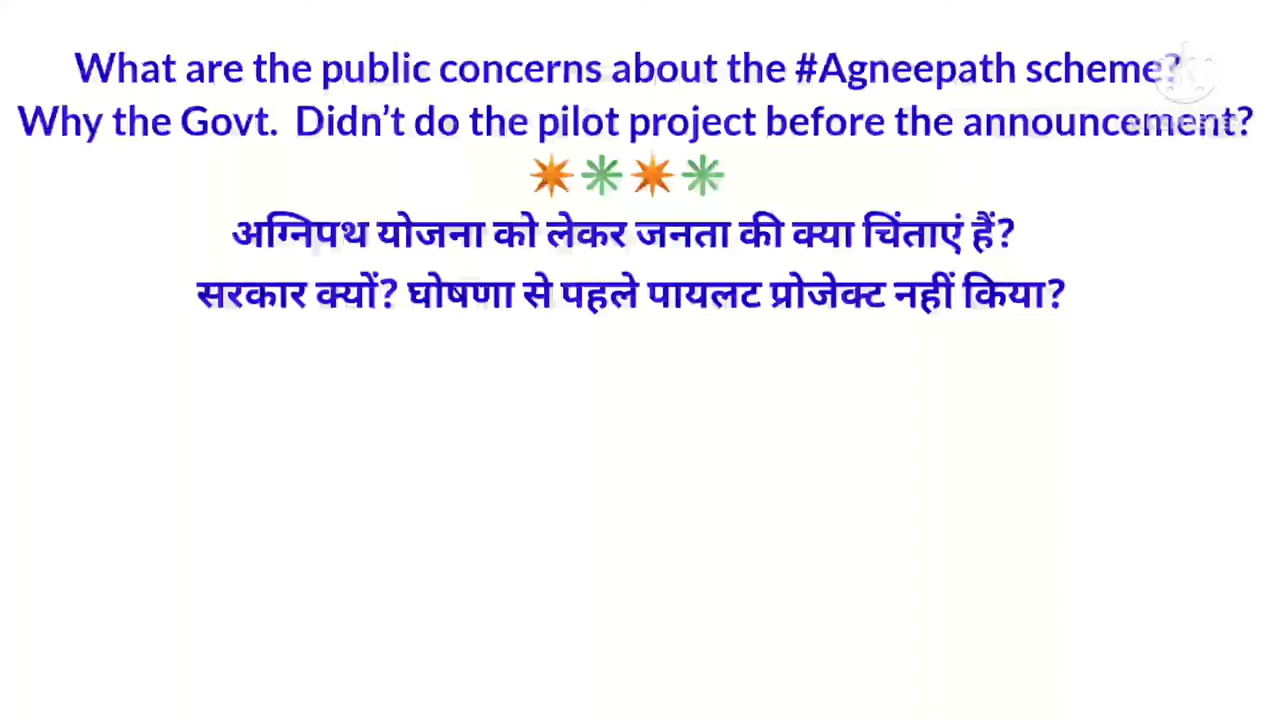 What are the public concerns about the #Agneepath scheme?
Why the Govt. Didn't do the pilot project before the announcement?
अग्निपथ योजना को लेकर जनता की क्या चिंताएं हैं?
सरकार क्यों? घोषणा से पहले पायलट प्रोजेक्ट नहीं किया?